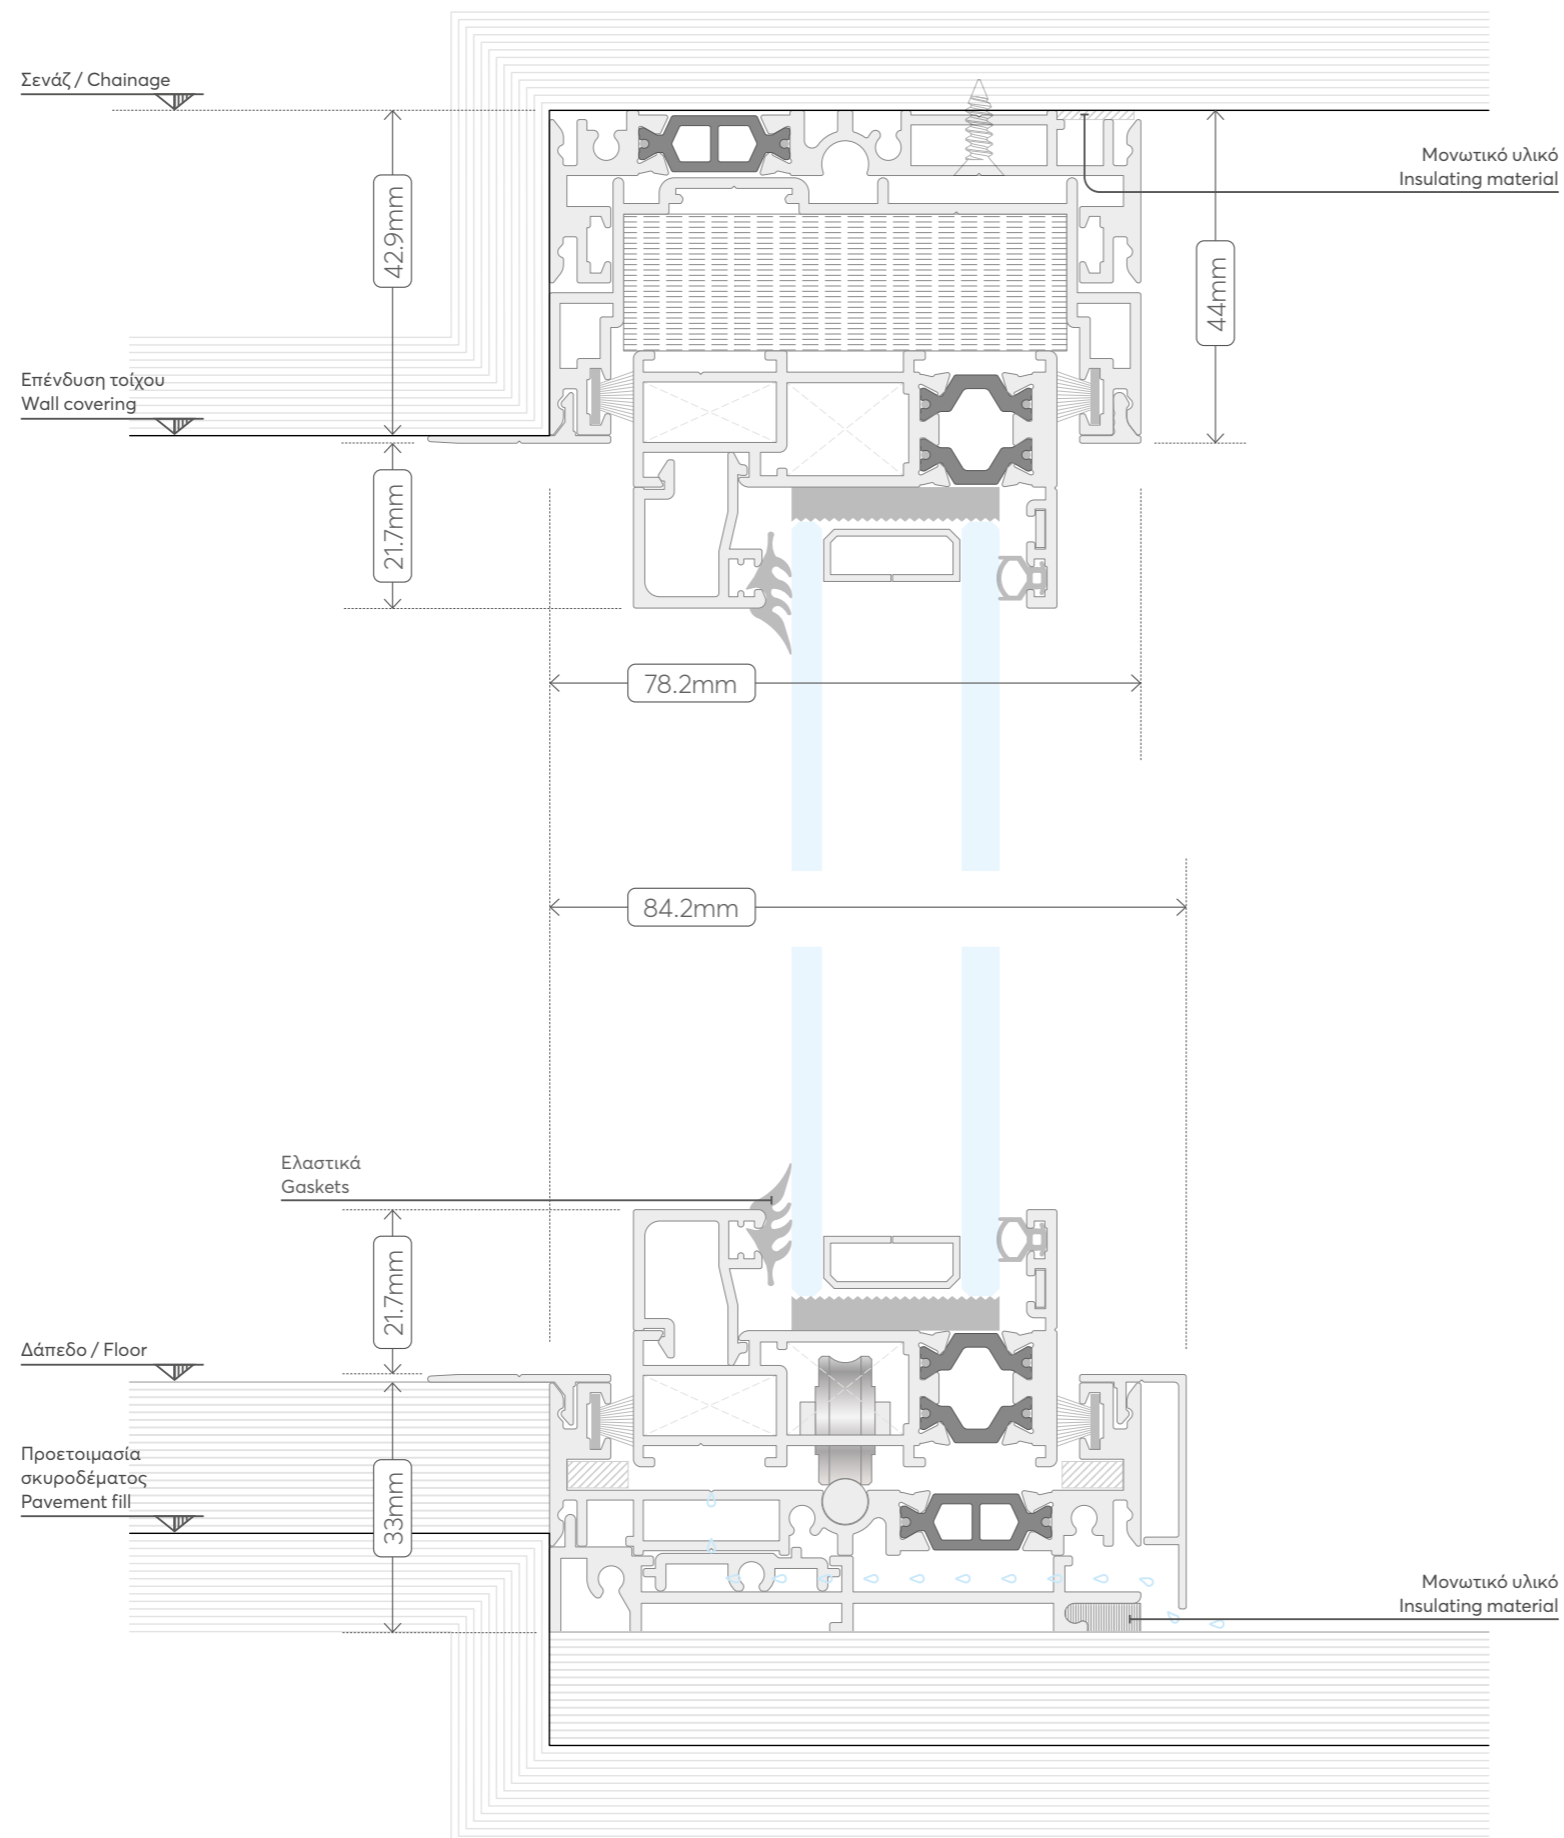 Σενάζ / Chainage
Μονωτικό υλικό
Insulating material
42.9mm
44mm
Επένδυση τοίχου
Wall covering
21.7mm
78.2mm
84.2mm
Ελαστικά
Gaskets
21.7mm
Δάπεδο / Floor
Προετοιμασία
σκυροδέματος
Pavement fill
33mm
Μονωτικό υλικό
Insulating material